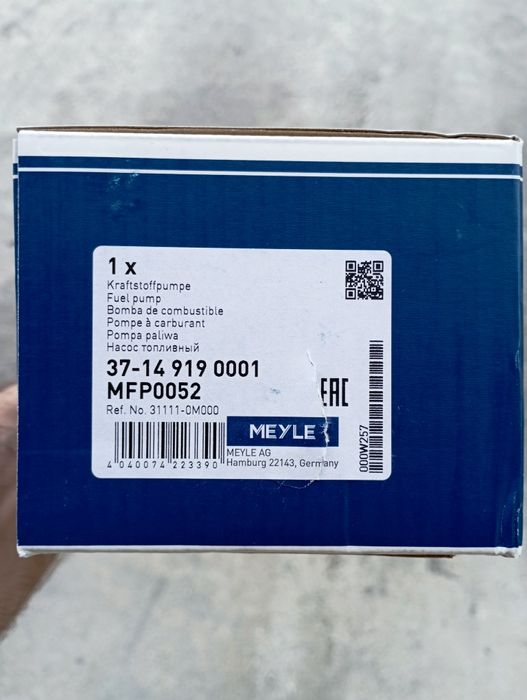 1 x
Kraftstoffpumpe
Fuel pump
Bomba de combustible
Pompe à carburant
Pompa paliwa
Насос топливный
37-14 919 0001
MFP0052
Ref. No. 31111-0M000
EAC
MEYLE
MEYLE AG
Hamburg 22143, Germany
4 040074 223390
000W257